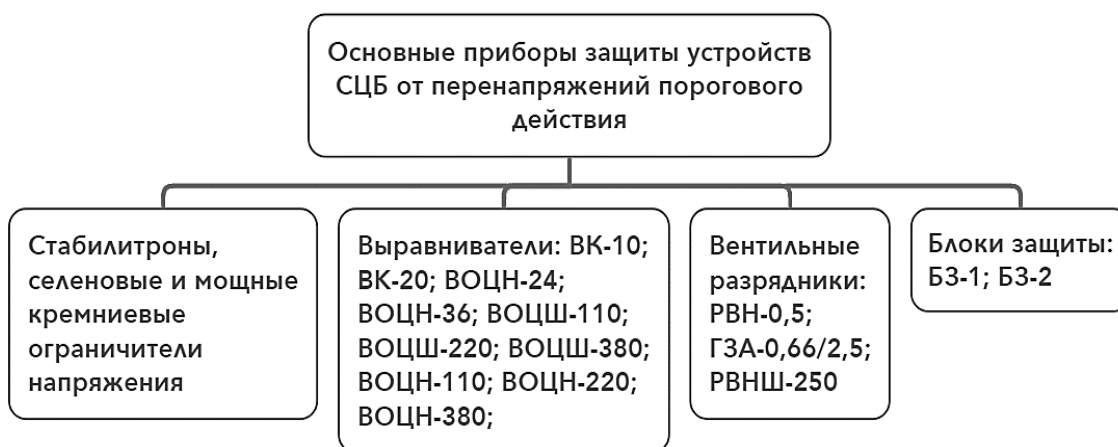 Основные приборы защиты устройств
СЦБ от перенапряжений порогового
действия
Стабилитроны,
селеновые и мощные
кремниевые
ограничители
напряжения
Выравниватели: ВК-10;
ВК-20; ВОЦН-24;
ВОЦН-36; ВОЦШ-110;
ВОЦШ-220; ВОЦШ-380;
ВОЦН-110; ВОЦН-220;
ВОЦН-380;
Вентильные
разрядники:
РВН-0,5;
ГЗА-0,66/2,5;
РВНШ-250
Блоки защиты:
БЗ-1; БЗ-2